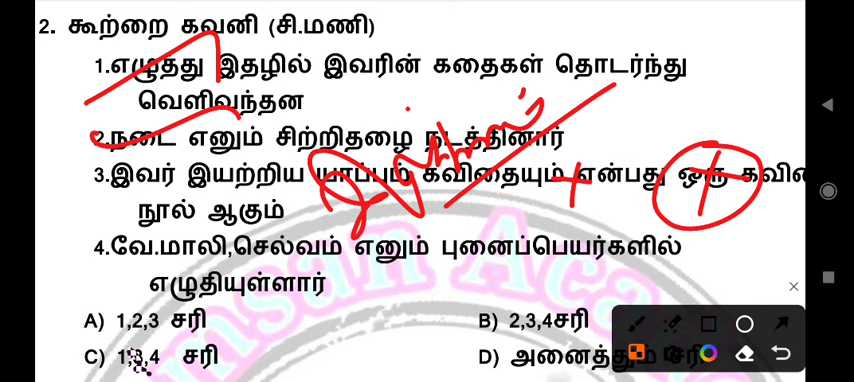 2. கூற்றை கவனி (சி.மணி)
1.எழுத்து இதழில் இவரின் கதைகள் தொடர்ந்து
வெளிவந்தன
2.நடை எனும் சிற்றிதழை நடத்தினார்
3.இவர் இயற்றிய யாப்பும் கவிதையும் என்பது ஒரு
நூல் ஆகும்
4.வே.மாலி,செல்வம் எனும் புனைப்பெயர்களில்
எழுதியுள்ளார்
A) 1,2,3 சரி
B) 2,3,4சரி
C) 1,3,4 சரி
D) அனைத்தும் சரி